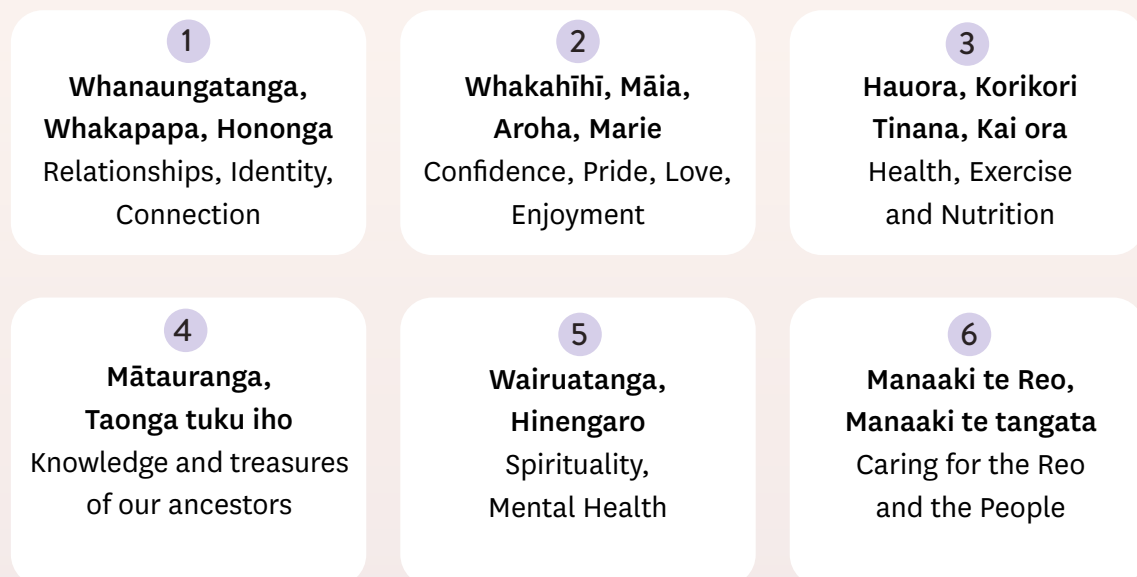 1
Whanaungatanga,
Whakapapa, Hononga
Relationships, Identity,
Connection
2
Whakahīhī, Māia,
Aroha, Marie
Confidence, Pride, Love,
Enjoyment
3
Hauora, Korikori
Tinana, Kai ora
Health, Exercise
and Nutrition
4
Mātauranga,
Taonga tuku iho
Knowledge and treasures
of our ancestors
5
Wairuatanga,
Hinengaro
Spirituality,
Mental Health
6
Manaaki te Reo,
Manaaki te tangata
Caring for the Reo
and the People